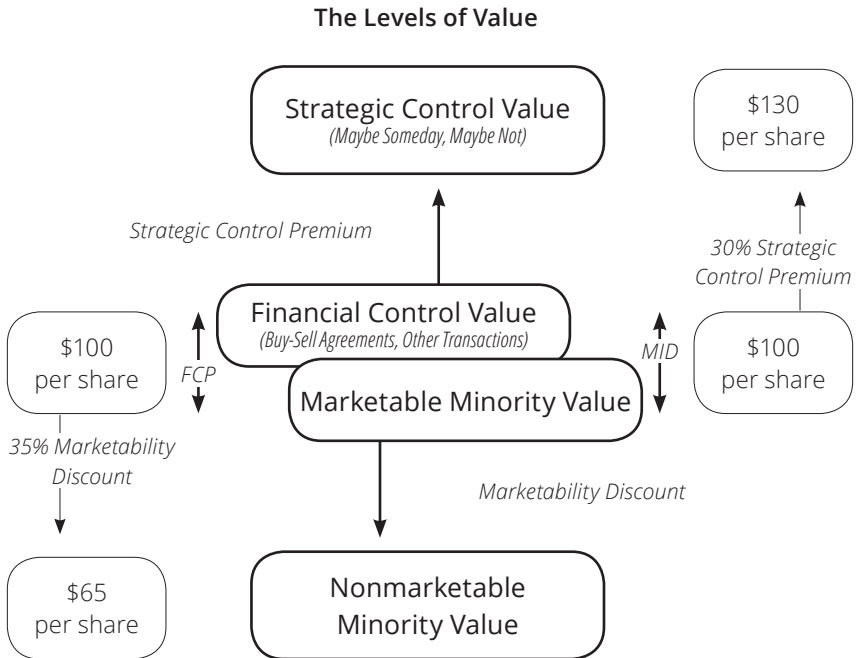 The Levels of Value
Strategic Control Value
(Maybe Someday, Maybe Not)
$130
per share
Strategic Control Premium
30% Strategic
Control Premium
Financial Control Value
(Buy-Sell Agreements, Other Transactions)
$100
per share
FCP
MID
$100
per share
Marketable Minority Value
35% Marketability
Discount
Marketability Discount
$65
per share
Nonmarketable
Minority Value